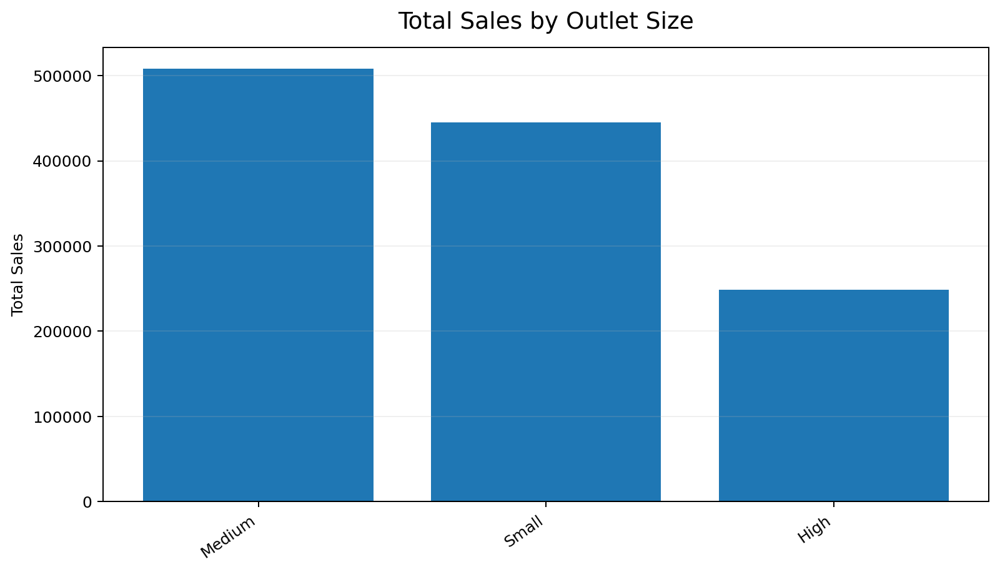 Total Sales by Outlet Size
Total Sales
500000
400000
300000
200000
100000
0
Medium
Small
High